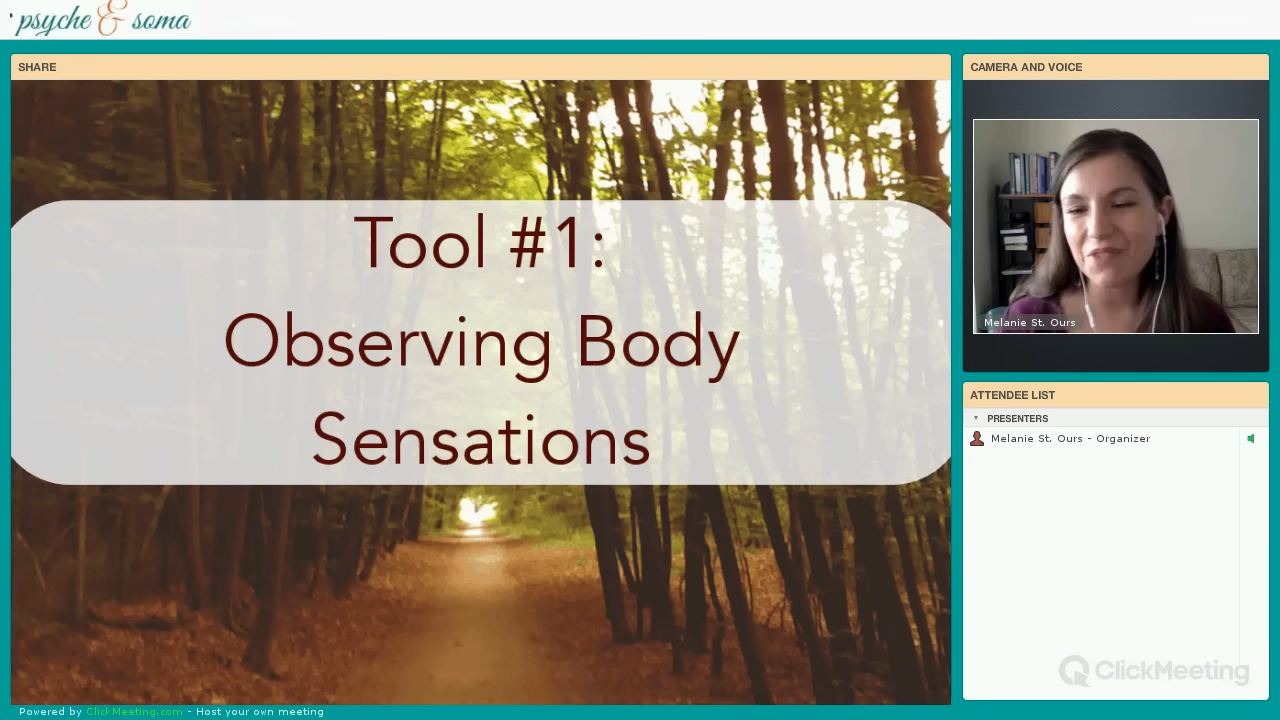 psyche & soma
SHARE
CAMERA AND VOICE
Tool #1:
Observing Body
Sensations
Melanie St. Ours
ATTENDEE LIST
PRESENTERS
Melanie St. Ours - Organizer
ClickMeeting
Powered by ClickMeeting.com - Host your own meeting